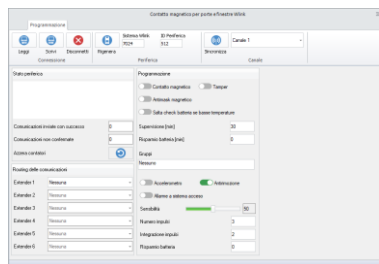 Contatto magnetico per porte e finestre Wlink
Programmazione
Sistema Wlink
ID Periferica
7024
312
Canale 1
Leggi
Scrivi
Disconnetti
Rigenera
Sincronizza
Connessione
Periferica
Canale
Stato periferica
Programmazione
Contatto magnetico
Tamper
Antimask magnetico
Salta check batteria se basse temperature
Comunicazioni inviate con successo
0
Supervisione [min]
30
Comunicazioni non confermate
0
Risparmio batteria [min]
0
Azzera contatori
Gruppi
Nessuno
Routing delle comunicazioni
Extender 1
Nessuno
Accelerometro
Antirimozione
Extender 2
Nessuno
Allarme a sistema acceso
Extender 3
Nessuno
Sensibilità
50
Extender 4
Nessuno
Numero impulsi
3
Extender 5
Nessuno
Integrazione impulsi
2
Extender 6
Nessuno
Risparmio batteria
0